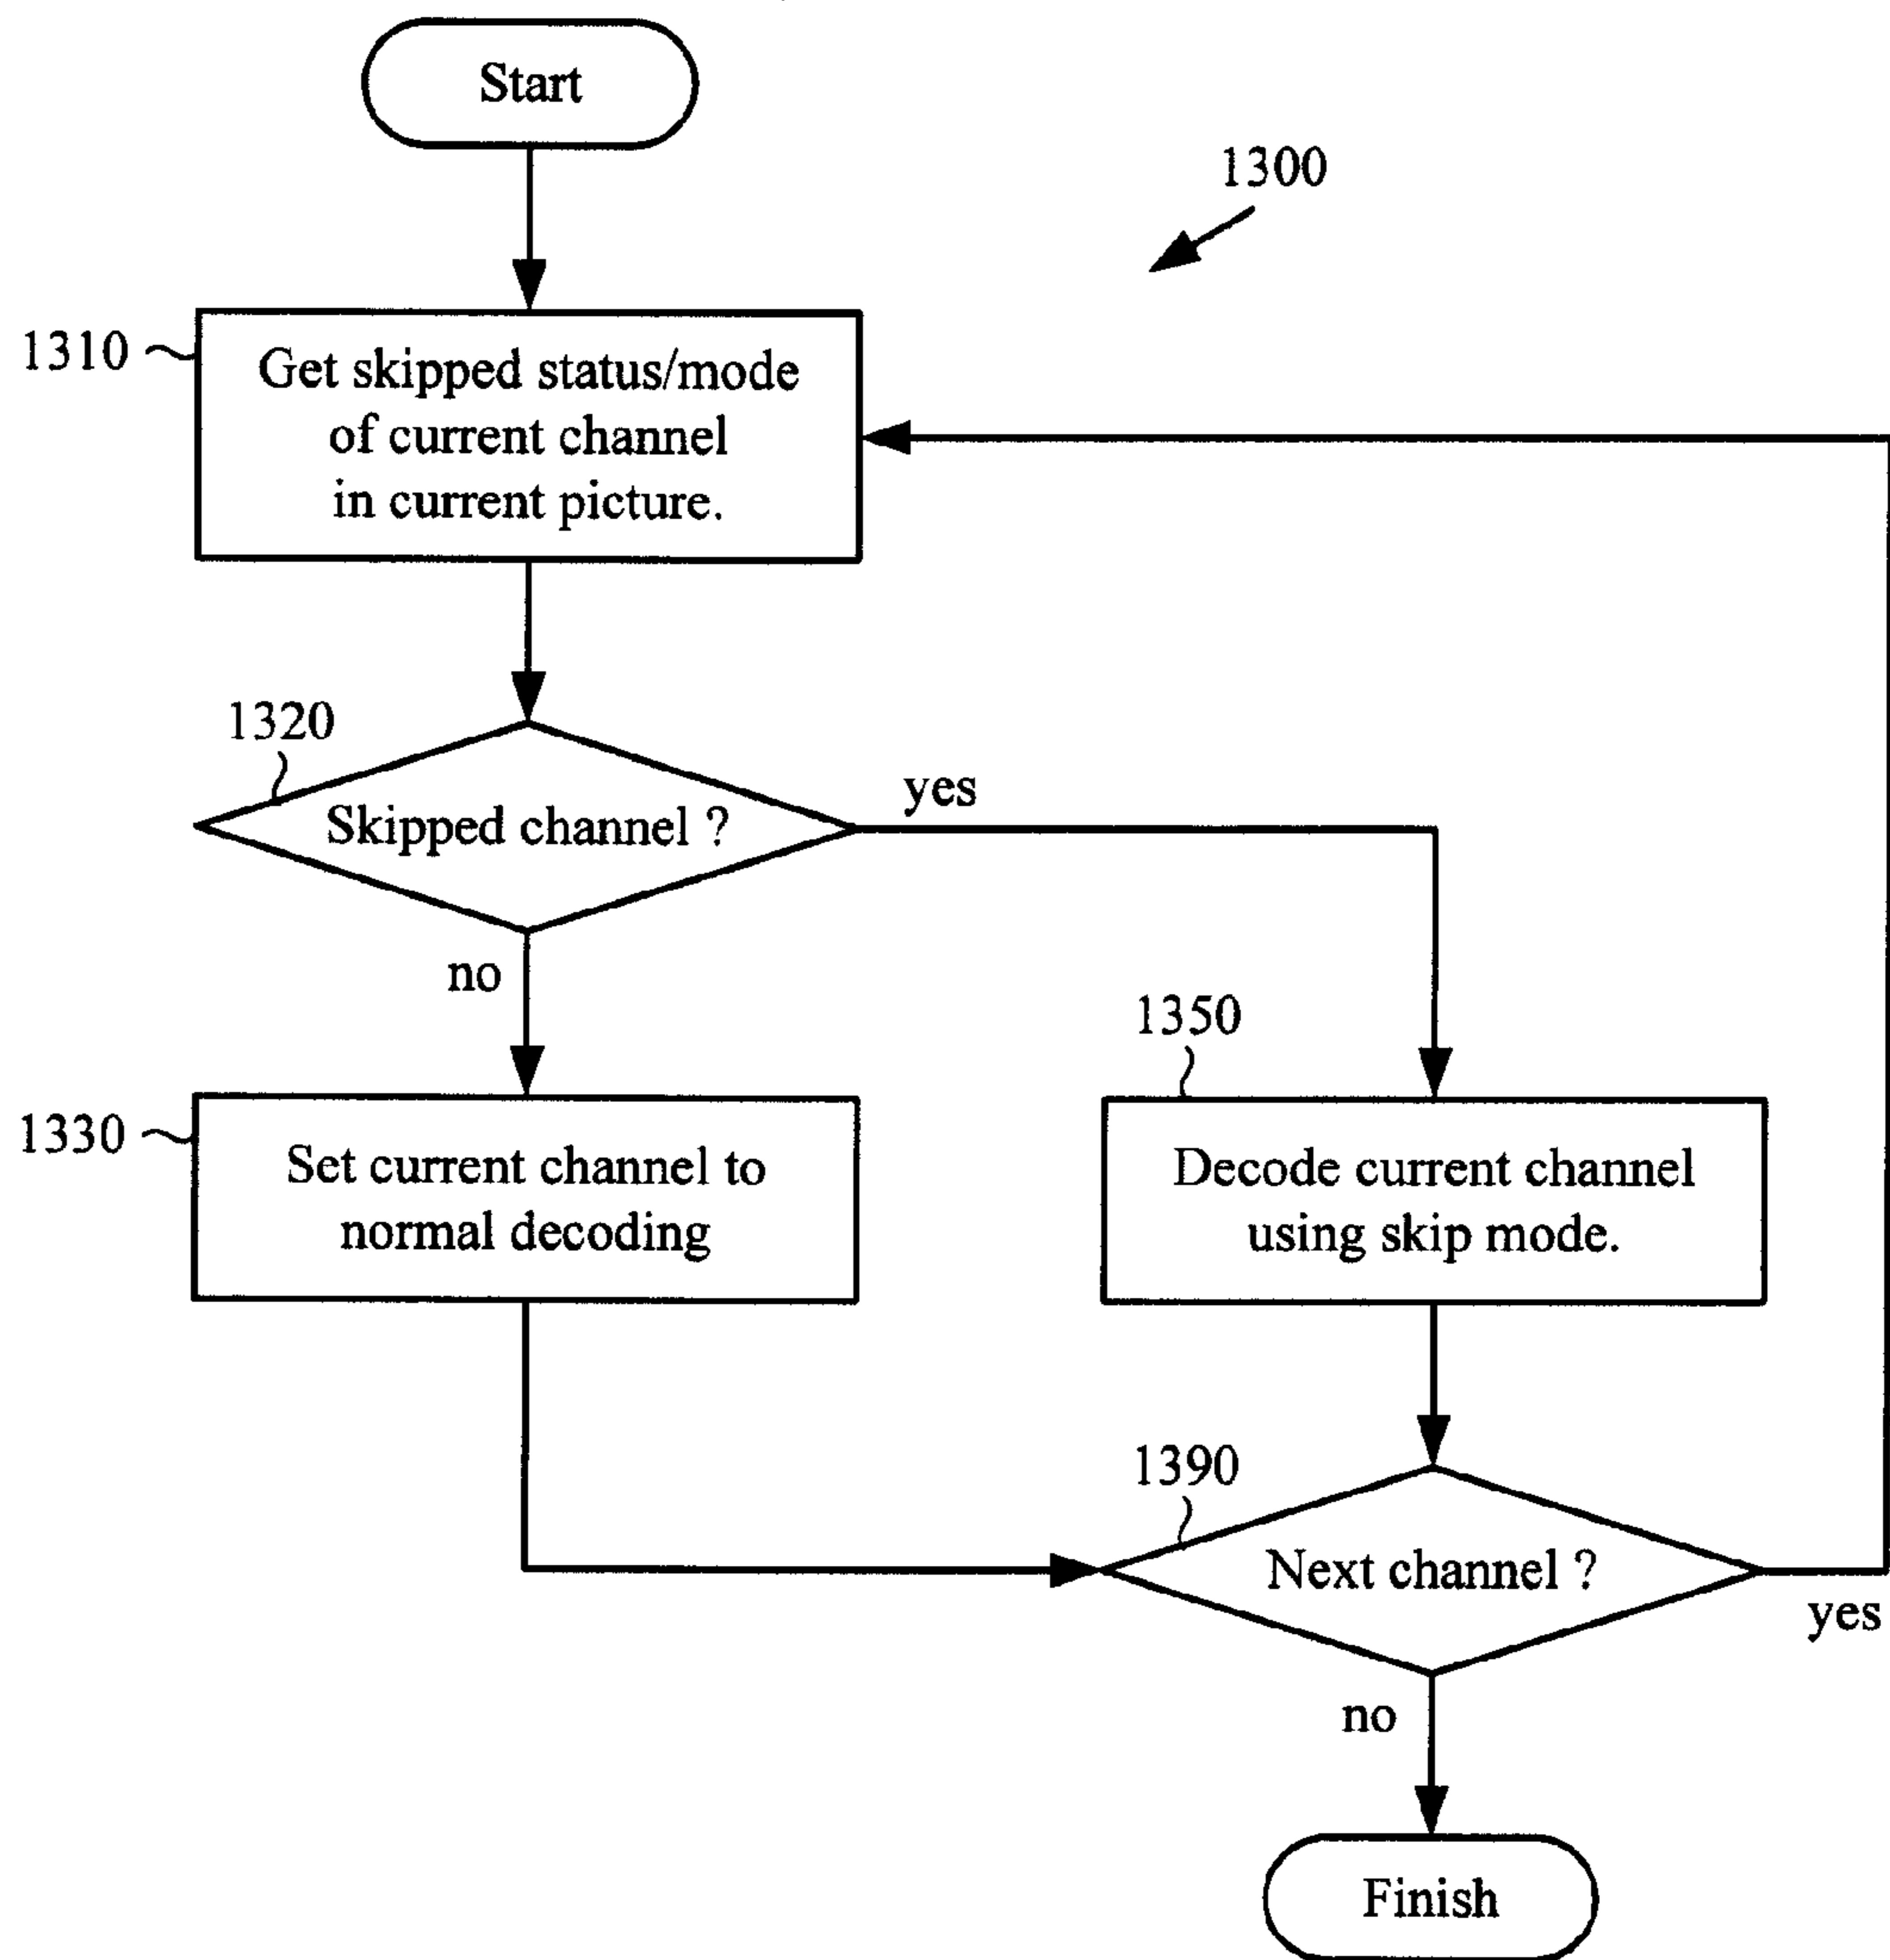 Start
1300
1310
Get skipped status/mode
of current channel
in current picture.
1320
Skipped channel ?
yes
no
1330
Set current channel to
normal decoding
1350
Decode current channel
using skip mode.
1390
Next channel ?
yes
no
Finish